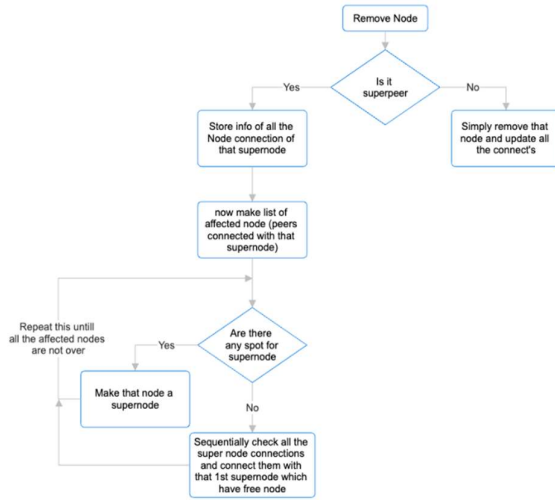 Remove Node
Is it
superpeer
Yes
No
Store info of all the
Node connection of
that supernode
Simply remove that
node and update all
the connect's
now make list of
affected node (peers
connected with that
supernode)
Repeat this untill
all the affected nodes
are not over
Are there
any spot for
supernode
Yes
Make that node a
supernode
No
Sequentially check all the
super node connections
and connect them with
that 1st supernode which
have free node